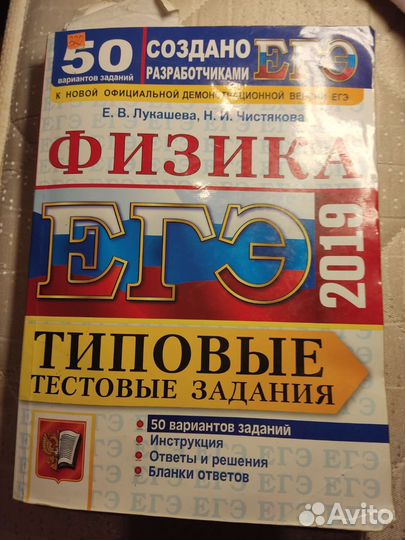 50
вариантов заданий
СОЗДАНО
РАЗРАБОТЧИКАМИ
ЕГЭ
К НОВОЙ ОФИЦИАЛЬНОЙ ДЕМОНСТРАЦИОННОЙ ВЕРСИИ ЕГЭ
Е. В. Лукашева, Н. И. Чистякова
ФИЗИКА
ЕГЭ
2019
ТИПОВЫЕ
ТЕСТОВЫЕ ЗАДАНИЯ
• 50 вариантов заданий
• Инструкция
• Ответы и решения
• Бланки ответов
Avito